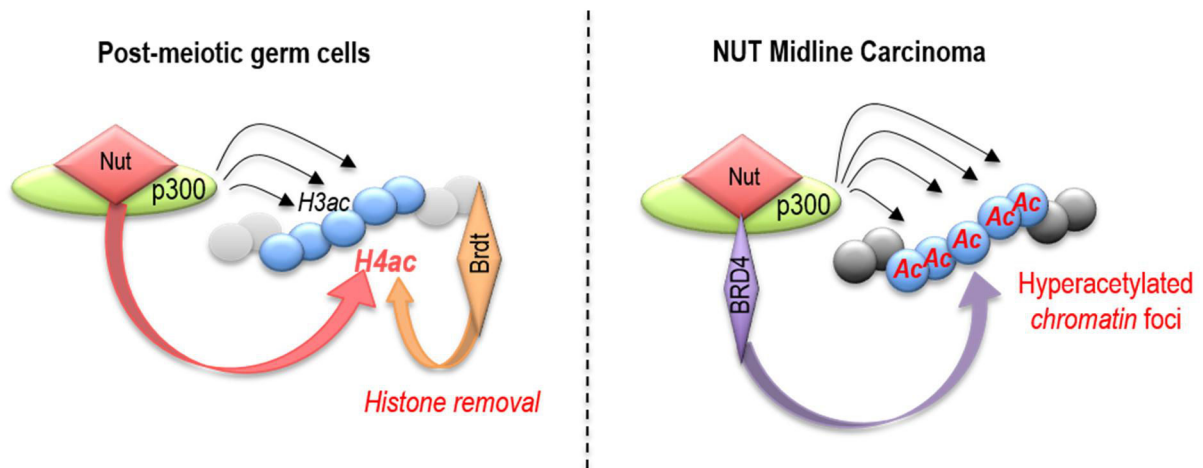 Post-meiotic germ cells
Nut
p300
H3ac
H4ac
Brdt
Histone removal
NUT Midline Carcinoma
Nut
p300
BRD4
Ac
Ac
Ac
Ac
Ac
Hyperacetylated
chromatin foci